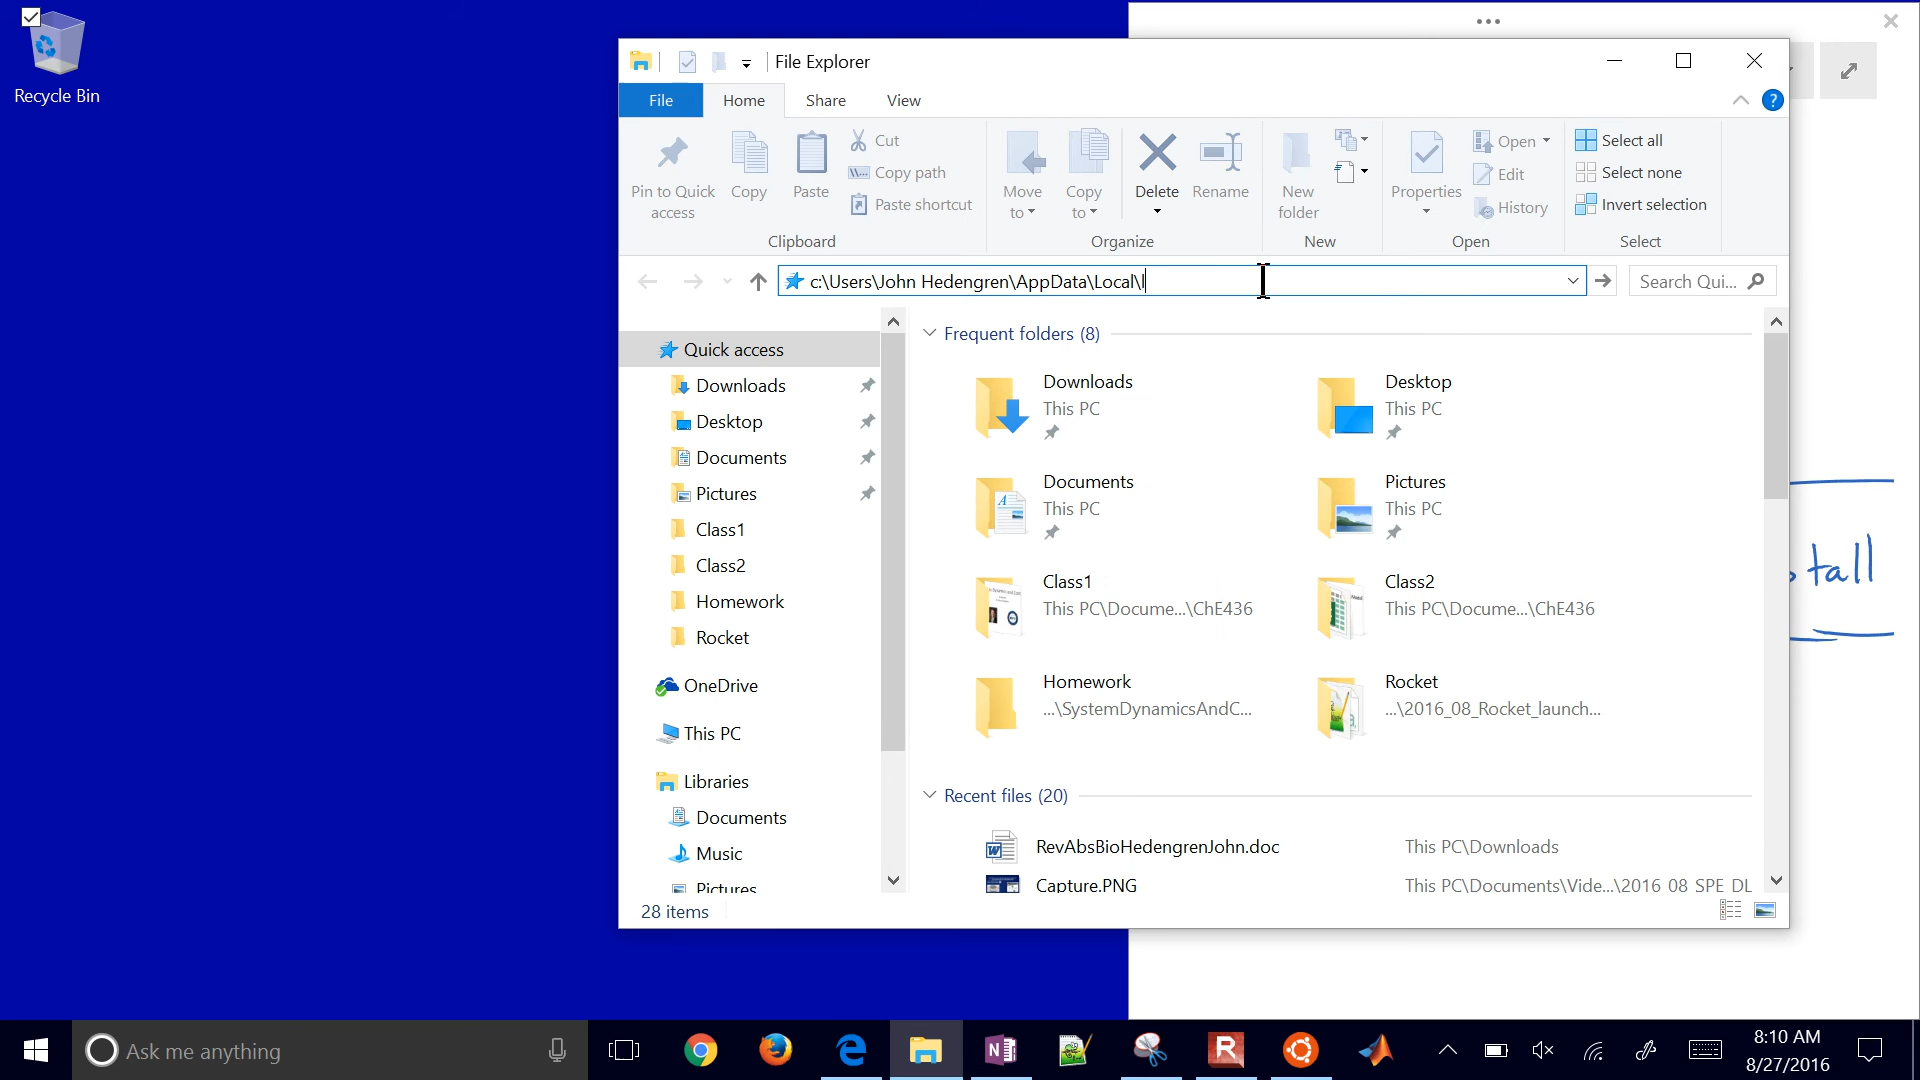 Recycle Bin
File Explorer
File
Home
Share
View
Pin to Quick access
Copy
Paste
Cut
Copy path
Paste shortcut
Clipboard
Move to
Copy to
Delete
Rename
Organize
New folder
New
Properties
Open
Edit
History
Open
Select all
Select none
Invert selection
Select
c:\Users\John Hedengren\AppData\Local\l
Search Qui...
Quick access
Downloads
Desktop
Documents
Pictures
Class1
Class2
Homework
Rocket
OneDrive
This PC
Libraries
Documents
Music
Pictures
Frequent folders (8)
Downloads
This PC
Desktop
This PC
Documents
This PC
Pictures
This PC
Class1
This PC\Docume...\ChE436
Class2
This PC\Docume...\ChE436
Homework
...\SystemDynamicsAndC...
Rocket
...\2016_08_Rocket_launch...
Recent files (20)
RevAbsBioHedengrenJohn.doc
This PC\Downloads
Capture.PNG
This PC\Documents\Vide...\2016 08 SPE DL
28 items
tall
Ask me anything
8:10 AM
8/27/2016